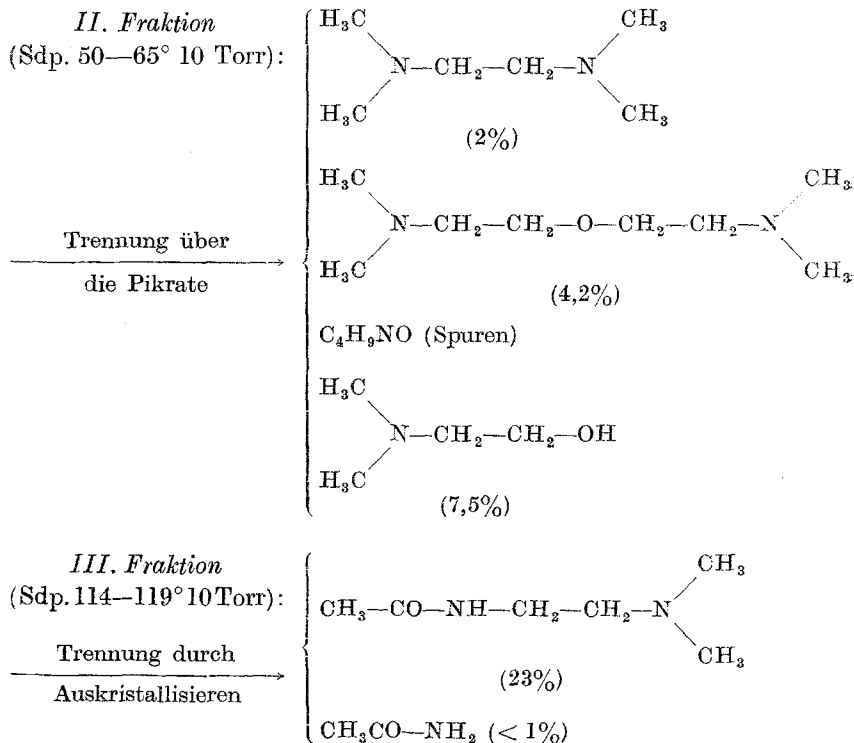 II. Fraktion
(Sdp. 50—65° 10 Torr):
H₃C CH₃
N—CH₂—CH₂—N
H₃C CH₃
(2%)
H₃C CH₃
N—CH₂—CH₂—O—CH₂—CH₂—N
H₃C CH₃
(4,2%)
Trennung über
die Pikrate
C₄H₉NO (Spuren)
H₃C
N—CH₂—CH₂—OH
H₃C
(7,5%)
III. Fraktion
(Sdp. 114—119° 10 Torr):
CH₃
CH₃—CO—NH—CH₂—CH₂—N
CH₃
(23%)
Trennung durch
Auskristallisieren
CH₃CO—NH₂ (< 1%)